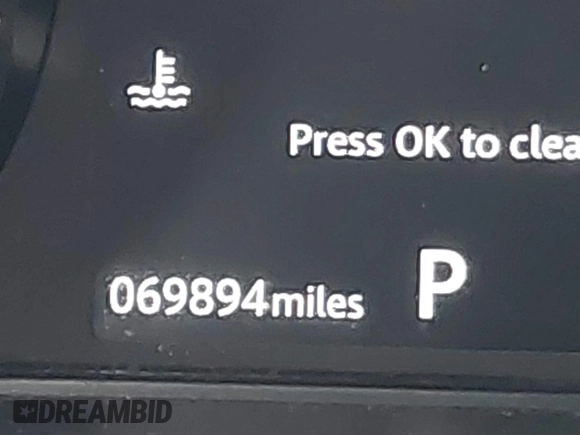 Press OK to clea
069894miles P
DREAMBID